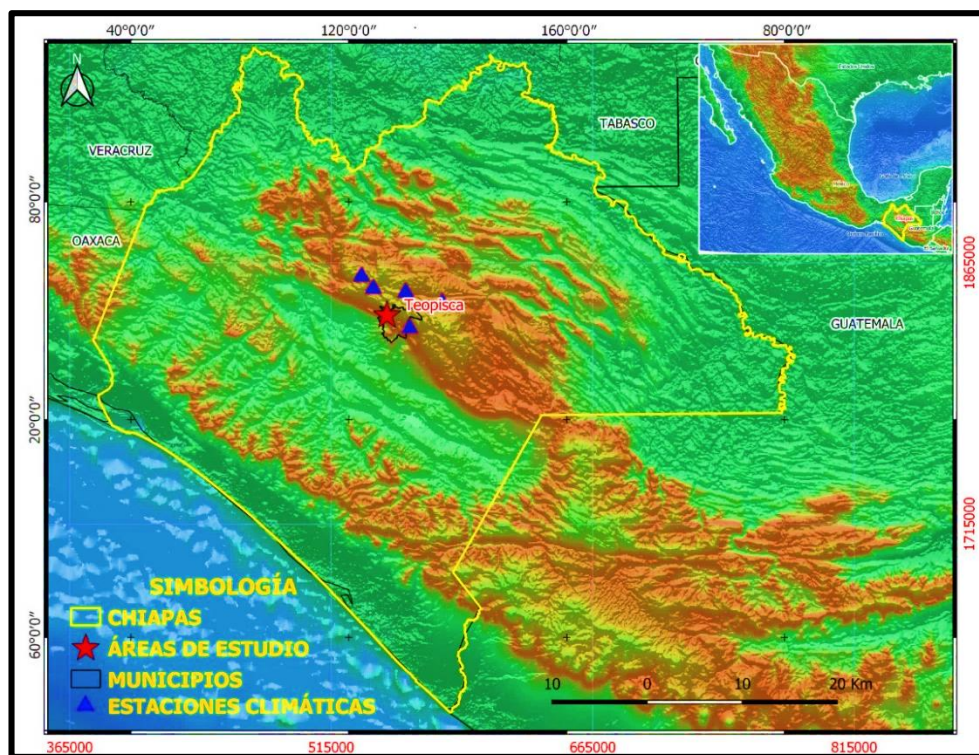 40°0'0" 120°0'0" 160°0'0" 80°0'0"
TABASCO
VERACRUZ
80°0'0"
OAXACA
1865000
Teopisca
GUATEMALA
20°0'0"
1715000
SIMBOLOGÍA
CHIAPAS
ÁREAS DE ESTUDIO
MUNICIPIOS
ESTACIONES CLIMÁTICAS
60°0'0"
10 0 10 20 Km
365000 515000 665000 815000